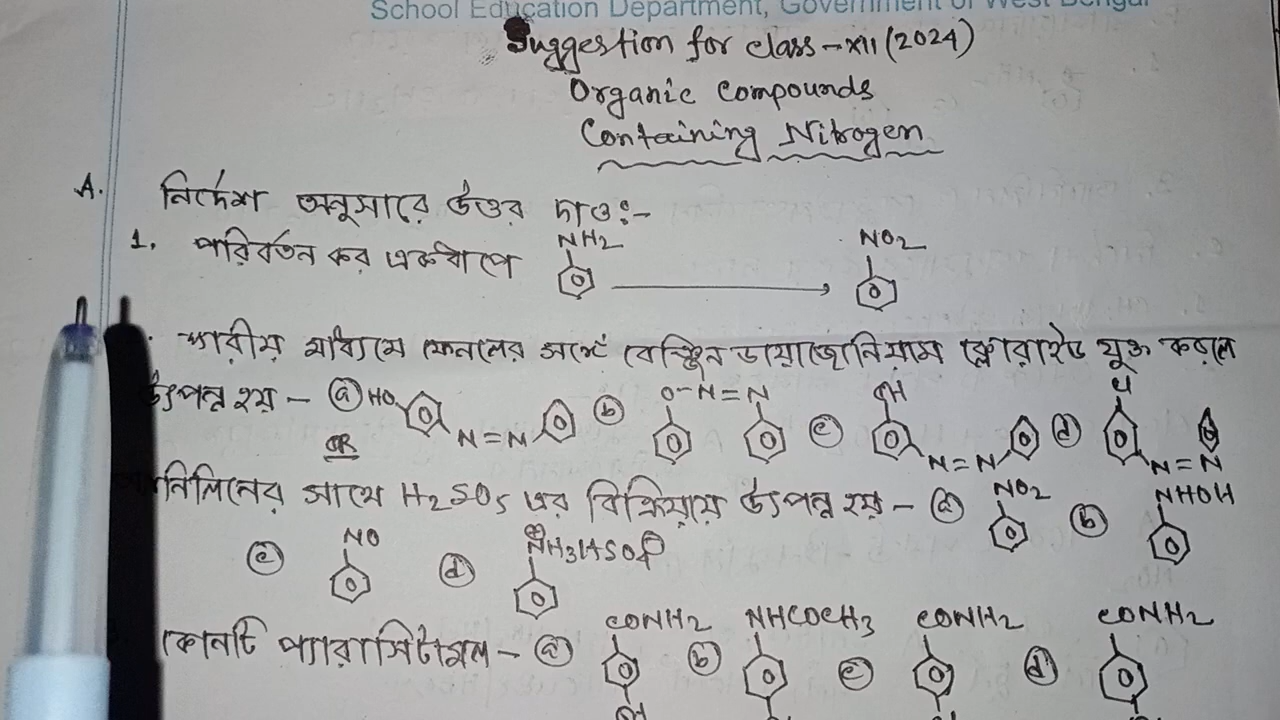 School Education Department, Government of West Bengal
Suggestion for class-XII (2024)
Organic Compounds
Containing Nitrogen
A. নির্দেশ অনুসারে উত্তর দাও:-
1. পরিবর্তন কর একধাপে NH2 NO2
ক্ষারীয় মাধ্যমে ফেনলের সঙ্গে বেঞ্জিন ডায়াজোনিয়াম ক্লোরাইড যুক্ত করলে
উৎপন্ন হয় - (a) HO N=N (b) O-N=N (c) OH N=N (d) Cl N=N
OR
নিলিনের সাথে H2SO5 এর বিক্রিয়ায় উৎপন্ন হয় - (a) NO2 (b) NHOH
(c) NO (d) NH3HSO4
কোনটি প্যারাসিটামল - (a) CONH2 (b) NHCOCH3 (c) CONH2 (d) CONH2
OH